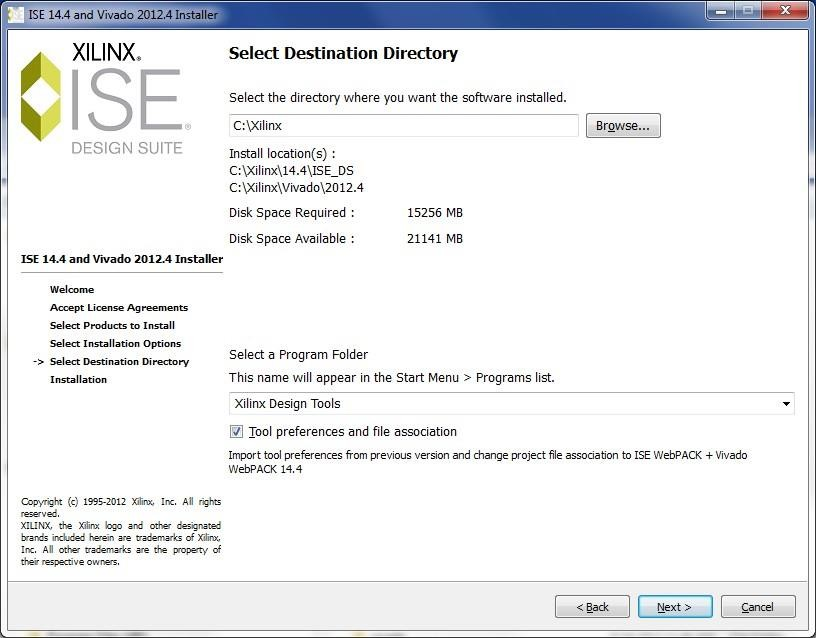 ISE 14.4 and Vivado 2012.4 Installer
XILINX®
ISE®
DESIGN SUITE
Select Destination Directory
Select the directory where you want the software installed.
C:\Xilinx
Browse...
Install location(s) :
C:\Xilinx\14.4\ISE_DS
C:\Xilinx\Vivado\2012.4
Disk Space Required : 15256 MB
Disk Space Available : 21141 MB
ISE 14.4 and Vivado 2012.4 Installer
Welcome
Accept License Agreements
Select Products to Install
Select Installation Options
-> Select Destination Directory
Installation
Select a Program Folder
This name will appear in the Start Menu > Programs list.
Xilinx Design Tools
Tool preferences and file association
Import tool preferences from previous version and change project file association to ISE WebPACK + Vivado
WebPACK 14.4
Copyright (c) 1995-2012 Xilinx, Inc. All rights
reserved.
XILINX, the Xilinx logo and other designated
brands included herein are trademarks of Xilinx,
Inc. All other trademarks are the property of
their respective owners.
< Back
Next >
Cancel